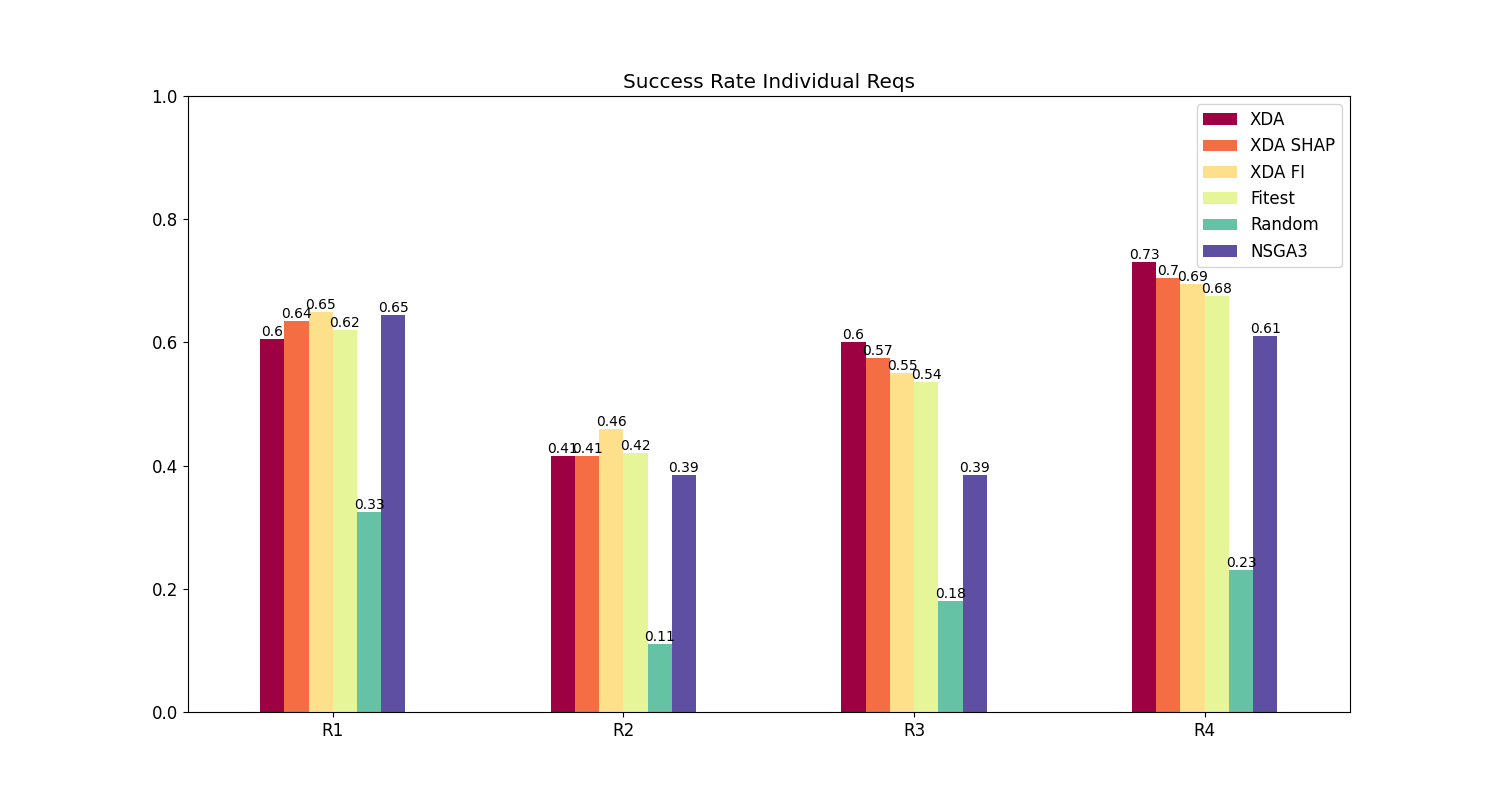 Success Rate Individual Reqs
1.0
0.8
0.6
0.4
0.2
0.0
XDA
XDA SHAP
XDA FI
Fitest
Random
NSGA3
0.6 0.64 0.65 0.62 0.33 0.65
0.41 0.41 0.46 0.42 0.11 0.39
0.6 0.57 0.55 0.54 0.18 0.39
0.73 0.7 0.69 0.68 0.23 0.61
R1 R2 R3 R4